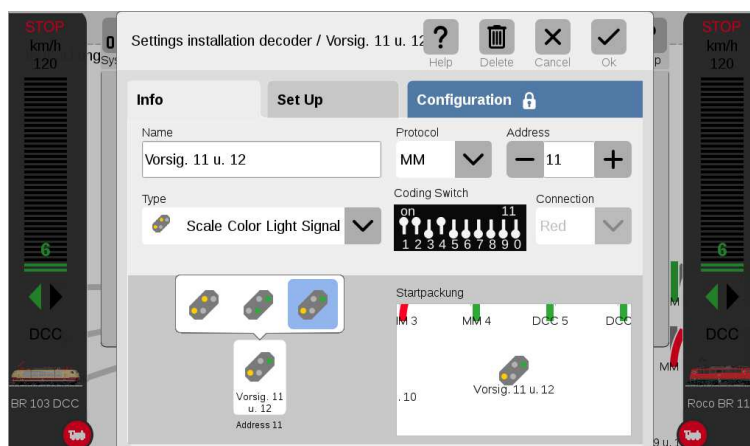 STOP
km/h
120
6
DCC
BR 103 DCC
Settings installation decoder / Vorsig. 11 u. 12
Help
Delete
Cancel
Ok
Info
Set Up
Configuration
Name
Vorsig. 11 u. 12
Protocol
MM
Address
11
Type
Scale Color Light Signal
Coding Switch
on 11
1 2 3 4 5 6 7 8 9 0
Connection
Red
Vorsig. 11
u. 12
Address 11
Startpackung
MM 4
DCC 5
DCC
. 10
Vorsig. 11 u. 12
STOP
km/h
120
6
DCC
Roco BR 11